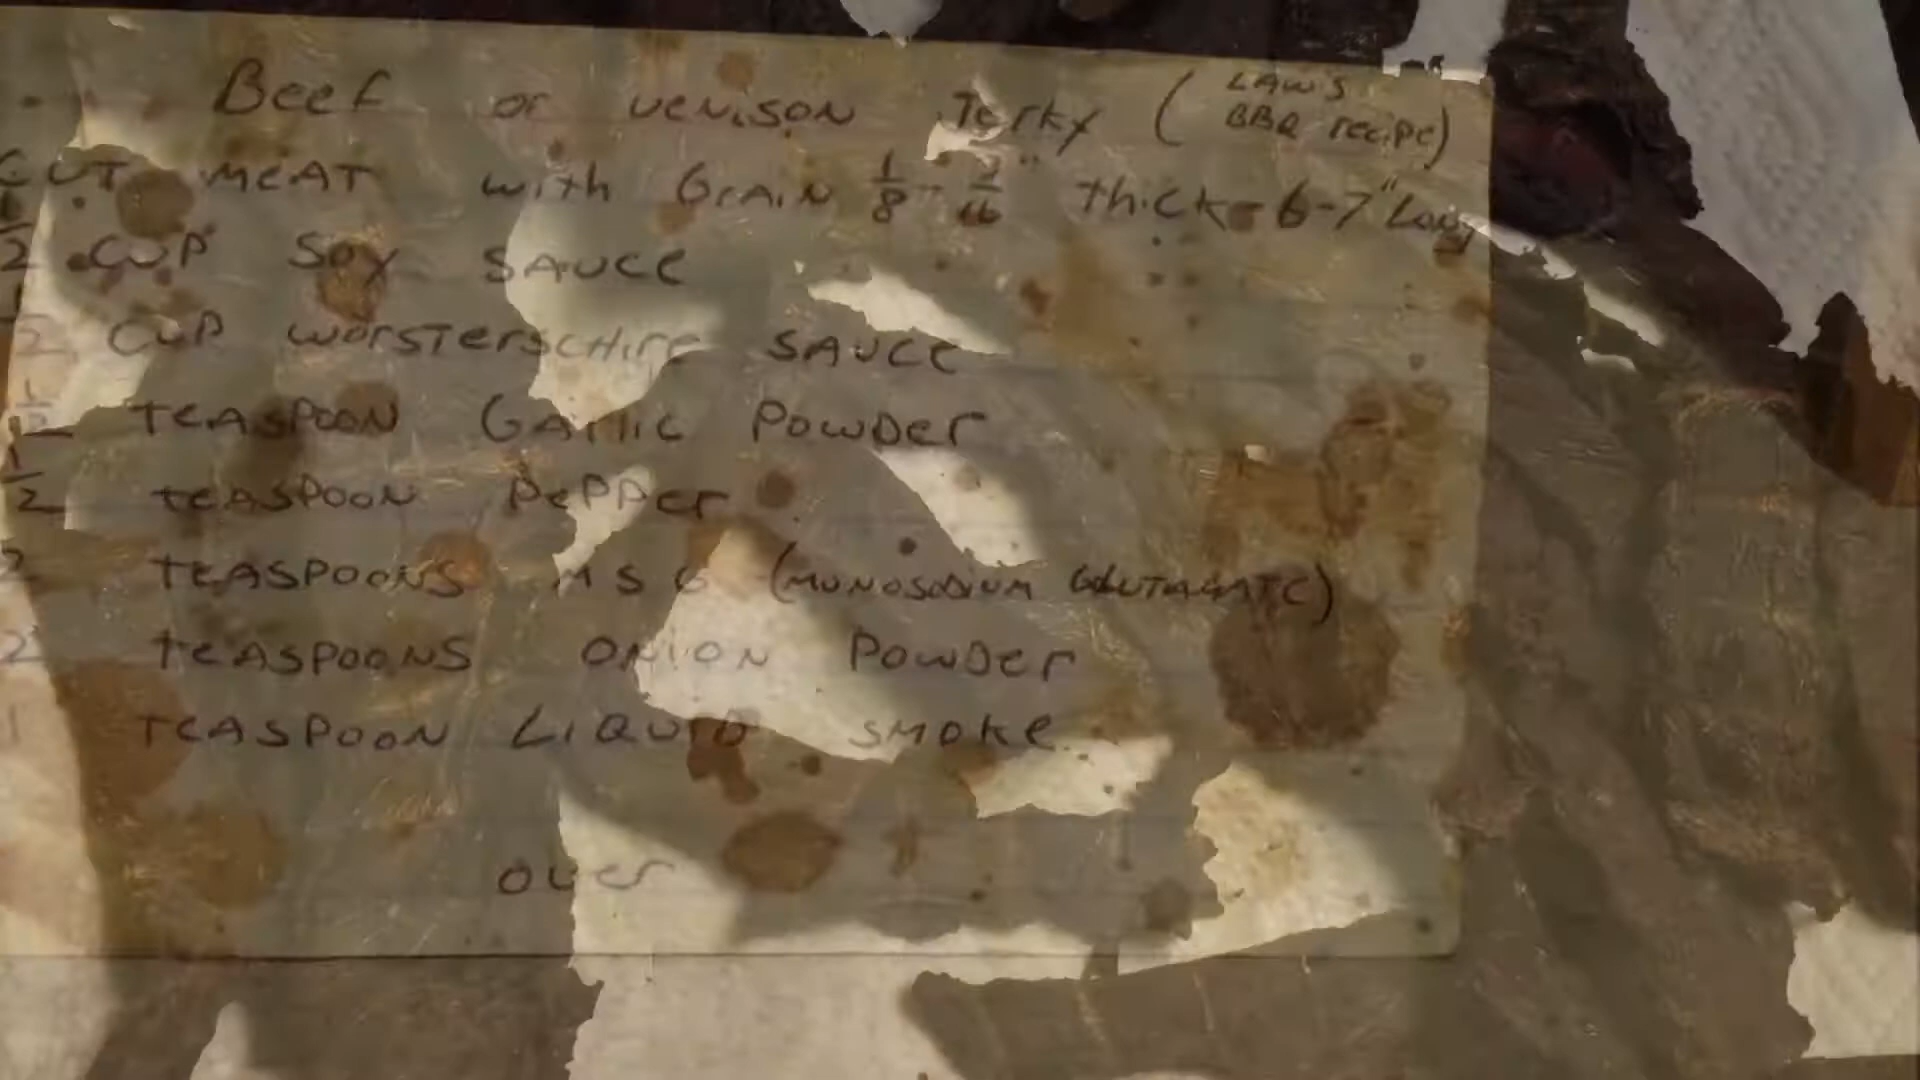 Beef or venison Jerky ( LAW'S BBQ recipe)
CUT MEAT with Grain 1/8 - 3/16" thick - 6-7" Long
1/2 CUP SOY SAUCE
1/2 CUP worsterschire SAUCE
1/2 TEASPOON GArlic POWDer
1/2 teaspoon PePPer
2 TEASPOONS M S G (MUNOSODIUM GLUTAMATE)
2 TEASPOONS ONION POWDer
1 TEASPOON LIQUID SMOKE
over